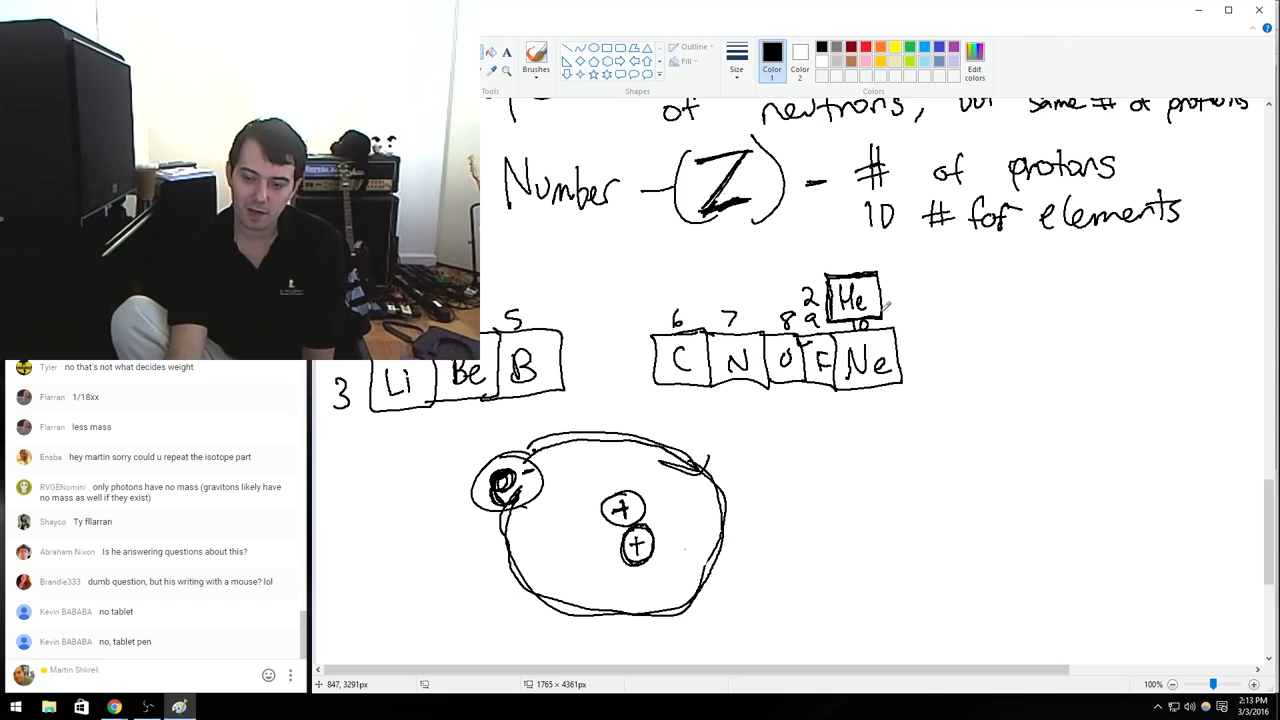 Brushes
Tools
Outline
Fill
Shapes
Size
Color
1
Color
2
Edit
colors
Colors
of neutrons, but same # of protons
Number — (Z) - # of protons
ID # for elements
2 He
5 6 7 8 9 10
3 Li Be B C N O F Ne
e -
+
+
Tyler no that's not what decides weight
Flarran 1/18xx
Flarran less mass
Ensba hey martin sorry could u repeat the isotope part
RVGENomini only photons have no mass (gravitons likely have
no mass as well if they exist)
Shayco Ty fllarran
Abraham Nixon Is he answering questions about this?
Brandie333 dumb question, but his writing with a mouse? lol
Kevin BABABA no tablet
Kevin BABABA no, tablet pen
Martin Shkreli
847, 3291px
1765 × 4361px
100%
2:13 PM
3/3/2016